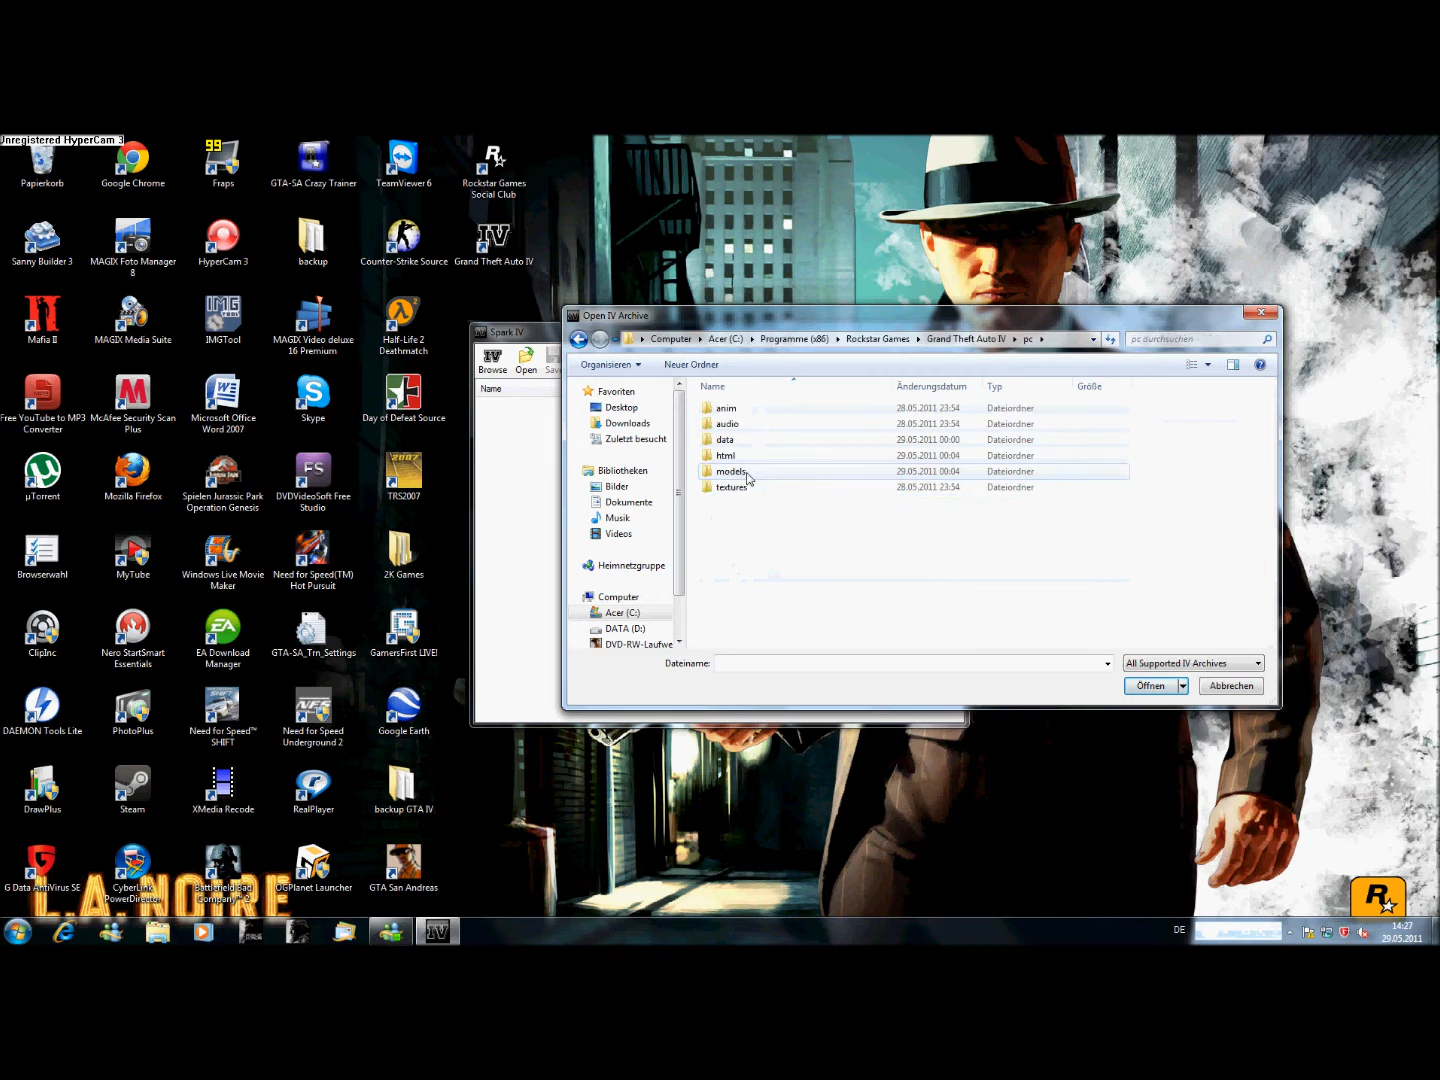 Unregistered HyperCam 3
Papierkorb
Google Chrome
99
Fraps
GTA-SA Crazy Trainer
TeamViewer 6
Rockstar Games
Social Club
Sanny Builder 3
MAGIX Foto Manager
8
HyperCam 3
backup
Counter-Strike Source
Grand Theft Auto IV
Mafia II
MAGIX Media Suite
IMGTool
MAGIX Video deluxe
16 Premium
Half-Life 2
Deathmatch
Free YouTube to MP3
Converter
McAfee Security Scan
Plus
Microsoft Office
Word 2007
Skype
Day of Defeat Source
µTorrent
Mozilla Firefox
Spielen Jurassic Park
Operation Genesis
DVDVideoSoft Free
Studio
TRS2007
Browserwahl
MyTube
Windows Live Movie
Maker
Need for Speed(TM)
Hot Pursuit
2K Games
ClipInc
Nero StartSmart
Essentials
EA Download
Manager
GTA-SA_Trn_Settings
GamersFirst LIVE!
DAEMON Tools Lite
PhotoPlus
Need for Speed™
SHIFT
Need for Speed
Underground 2
Google Earth
DrawPlus
Steam
XMedia Recode
RealPlayer
backup GTA IV
G Data AntiVirus SE
CyberLink
PowerDirector
Battlefield Bad
Company™ 2
OGPlanet Launcher
GTA San Andreas
L.A. NOIRE
Spark IV
Browse
Open
Save
Name
Open IV Archive
Computer
Acer (C:)
Programme (x86)
Rockstar Games
Grand Theft Auto IV
pc
pc durchsuchen
Organisieren
Neuer Ordner
Favoriten
Desktop
Downloads
Zuletzt besucht
Bibliotheken
Bilder
Dokumente
Musik
Videos
Heimnetzgruppe
Computer
Acer (C:)
DATA (D:)
DVD-RW-Laufwe
Name Änderungsdatum Typ Größe
anim 28.05.2011 23:54 Dateiordner
audio 28.05.2011 23:54 Dateiordner
data 29.05.2011 00:00 Dateiordner
html 29.05.2011 00:04 Dateiordner
models 29.05.2011 00:04 Dateiordner
textures 28.05.2011 23:54 Dateiordner
Dateiname:
All Supported IV Archives
Öffnen
Abbrechen
DE
14:27
29.05.2011